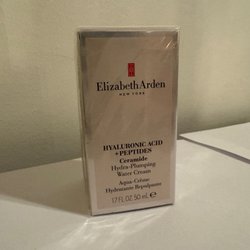 Elizabeth Arden
NEW YORK
HYALURONIC ACID
+ PEPTIDES
Ceramide
Hydra-Plumping
Water Cream
Aqua-Crème
Hydratante Repulpante
1.7 FL.OZ. 50 mL ℮